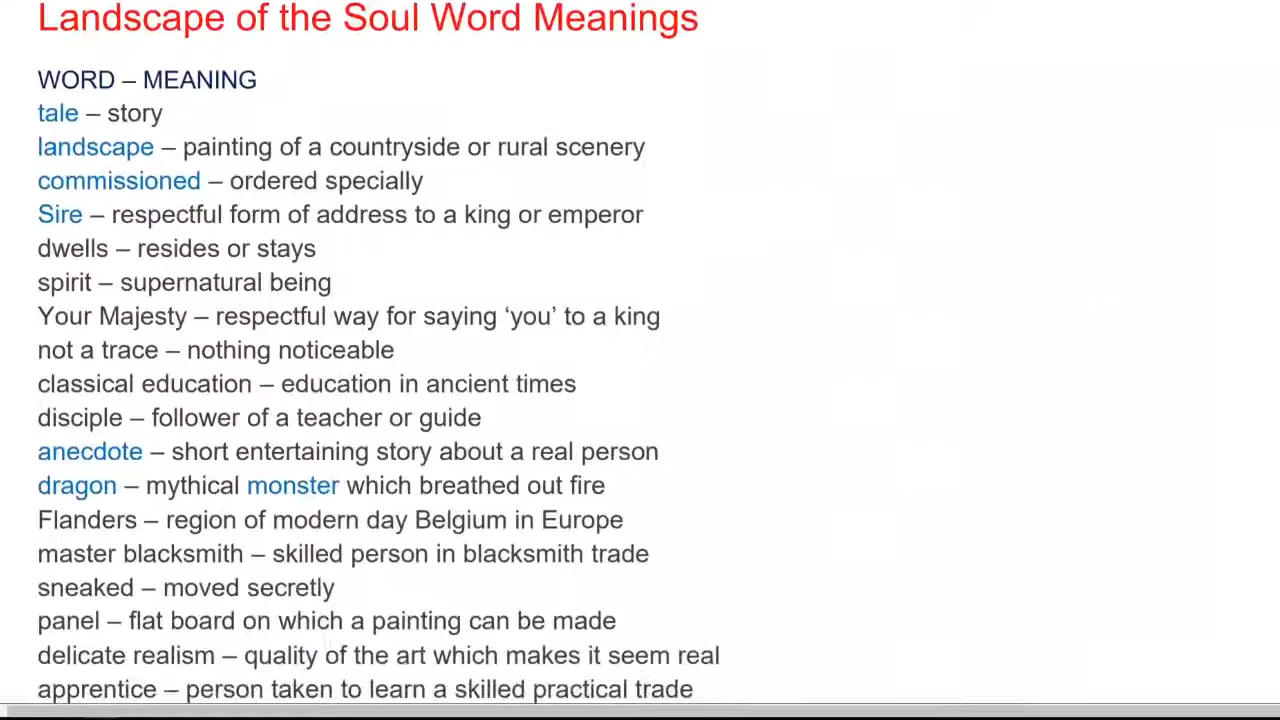 Landscape of the Soul Word Meanings
WORD – MEANING
tale – story
landscape – painting of a countryside or rural scenery
commissioned – ordered specially
Sire – respectful form of address to a king or emperor
dwells – resides or stays
spirit – supernatural being
Your Majesty – respectful way for saying ‘you’ to a king
not a trace – nothing noticeable
classical education – education in ancient times
disciple – follower of a teacher or guide
anecdote – short entertaining story about a real person
dragon – mythical monster which breathed out fire
Flanders – region of modern day Belgium in Europe
master blacksmith – skilled person in blacksmith trade
sneaked – moved secretly
panel – flat board on which a painting can be made
delicate realism – quality of the art which makes it seem real
apprentice – person taken to learn a skilled practical trade